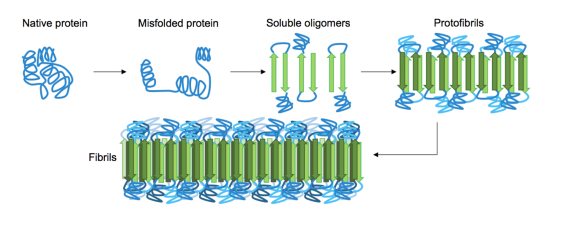 Native protein
Misfolded protein
Soluble oligomers
Protofibrils
Fibrils